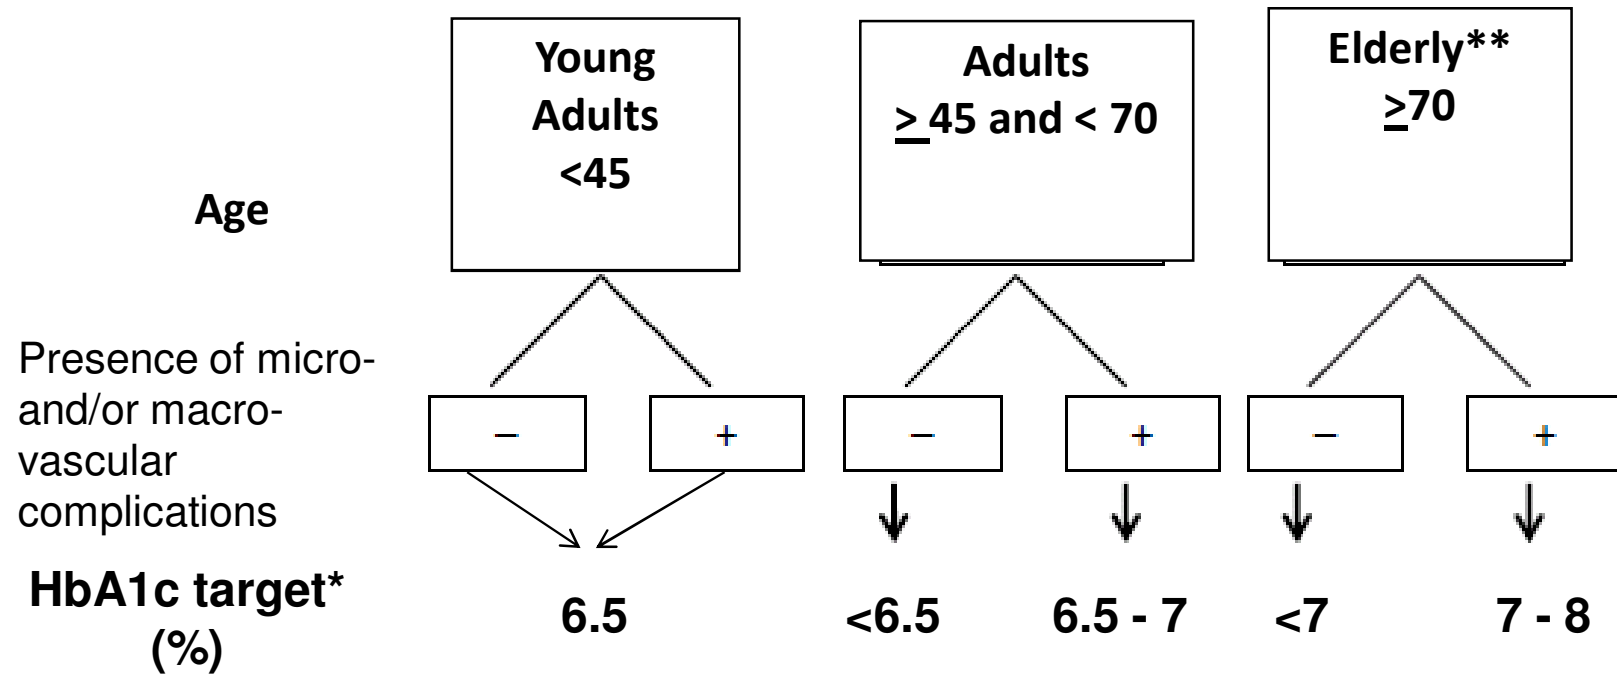 Young
Adults
<45
Adults
≥ 45 and < 70
Elderly**
≥70
Age
Presence of micro-
and/or macro-
vascular
complications
− + − + − +
HbA1c target*
(%)
6.5 <6.5 6.5 - 7 <7 7 - 8